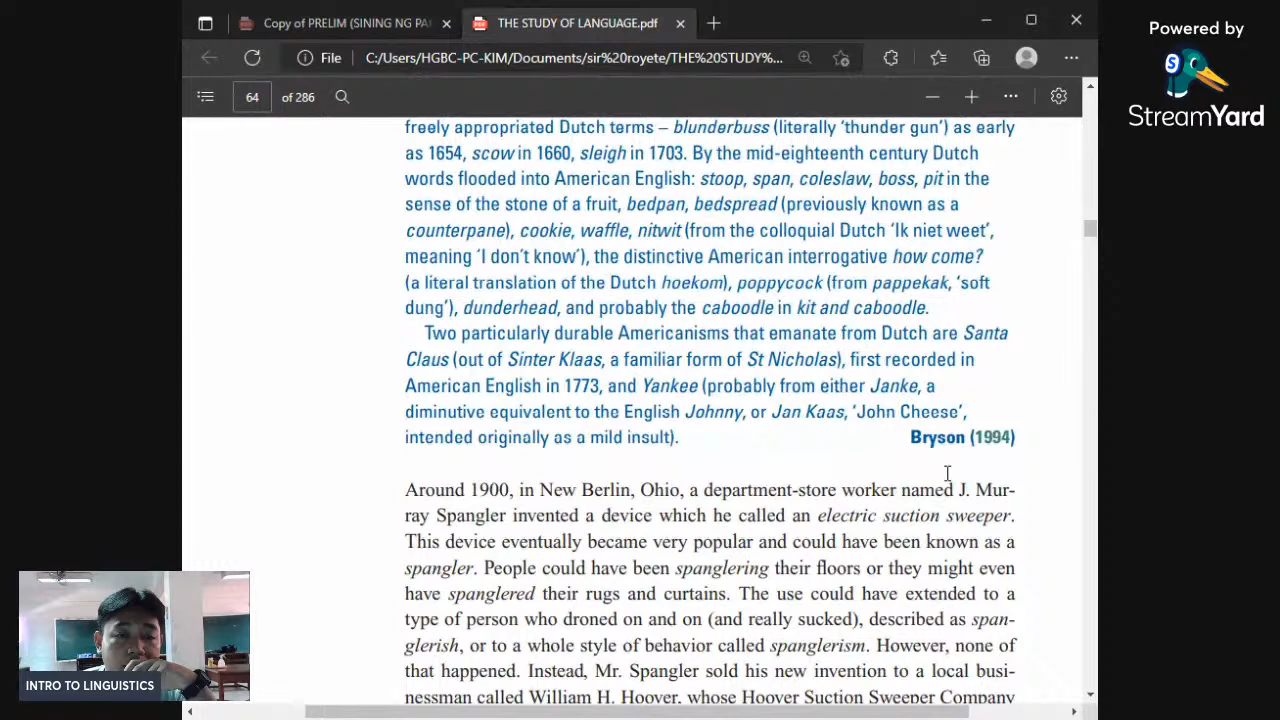 Copy of PRELIM (SINING NG PA
THE STUDY OF LANGUAGE.pdf
Powered by
StreamYard
File
C:/Users/HGBC-PC-KIM/Documents/sir%20royete/THE%20STUDY%...
64 of 286
freely appropriated Dutch terms – blunderbuss (literally ‘thunder gun’) as early
as 1654, scow in 1660, sleigh in 1703. By the mid-eighteenth century Dutch
words flooded into American English: stoop, span, coleslaw, boss, pit in the
sense of the stone of a fruit, bedpan, bedspread (previously known as a
counterpane), cookie, waffle, nitwit (from the colloquial Dutch ‘Ik niet weet’,
meaning ‘I don’t know’), the distinctive American interrogative how come?
(a literal translation of the Dutch hoekom), poppycock (from pappekak, ‘soft
dung’), dunderhead, and probably the caboodle in kit and caboodle.
Two particularly durable Americanisms that emanate from Dutch are Santa
Claus (out of Sinter Klaas, a familiar form of St Nicholas), first recorded in
American English in 1773, and Yankee (probably from either Janke, a
diminutive equivalent to the English Johnny, or Jan Kaas, ‘John Cheese’,
intended originally as a mild insult). Bryson (1994)
Around 1900, in New Berlin, Ohio, a department-store worker named J. Mur-
ray Spangler invented a device which he called an electric suction sweeper.
This device eventually became very popular and could have been known as a
spangler. People could have been spanglering their floors or they might even
have spanglered their rugs and curtains. The use could have extended to a
type of person who droned on and on (and really sucked), described as span-
glerish, or to a whole style of behavior called spanglerism. However, none of
that happened. Instead, Mr. Spangler sold his new invention to a local busi-
nessman called William H. Hoover, whose Hoover Suction Sweeper Company
INTRO TO LINGUISTICS